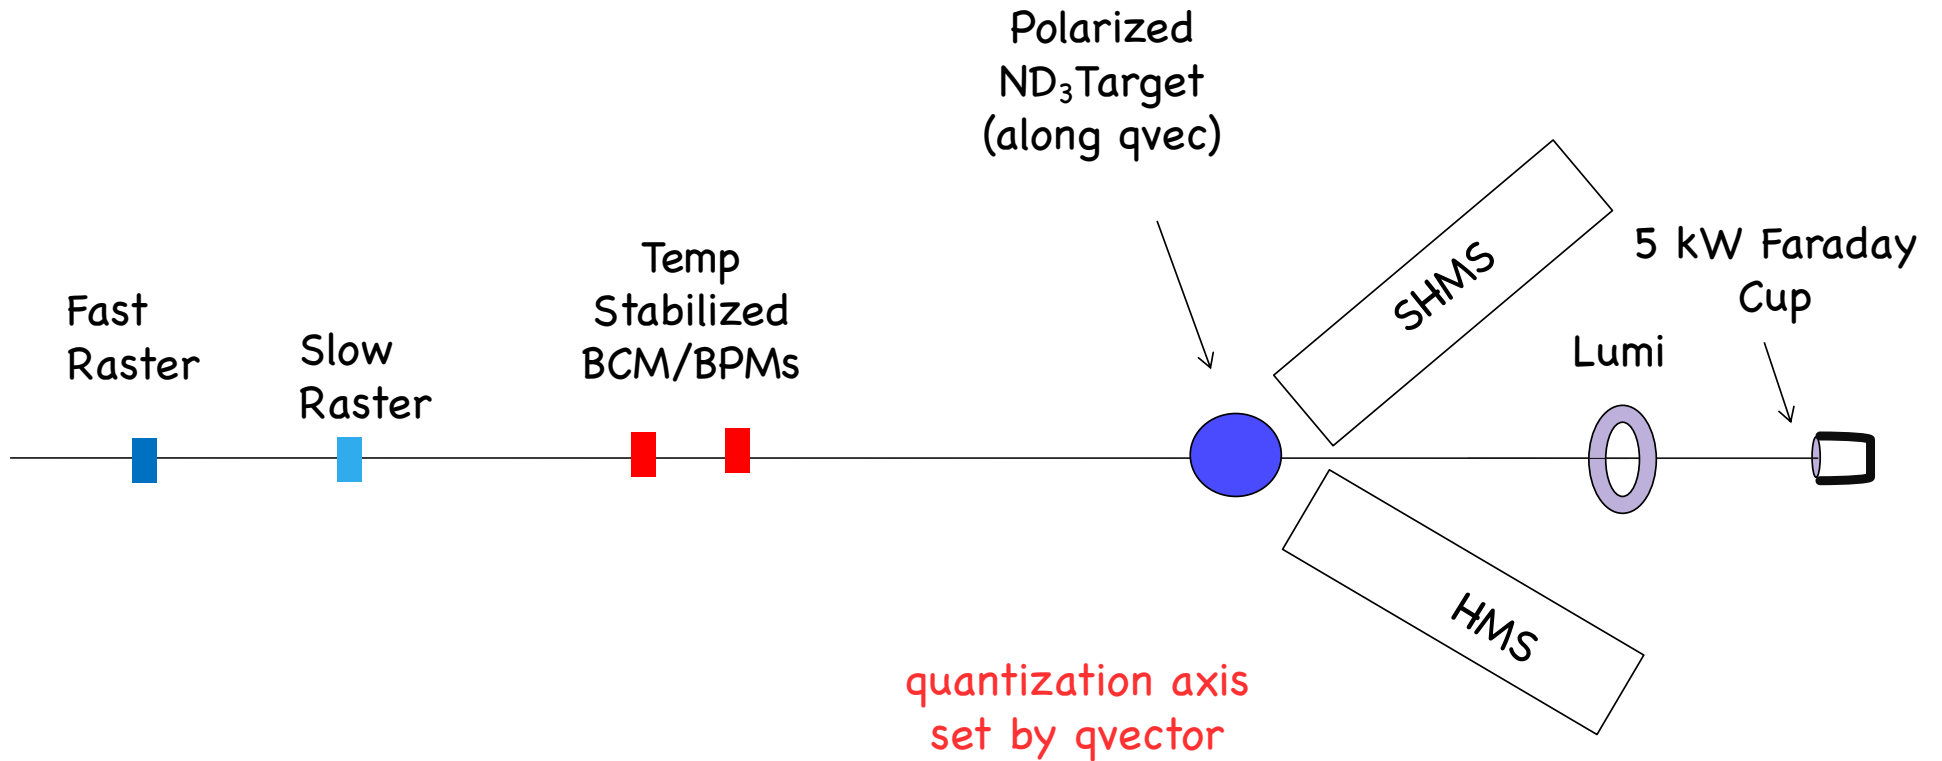 Polarized
ND₃Target
(along qvec)
Fast
Raster
Slow
Raster
Temp
Stabilized
BCM/BPMs
SHMS
5 kW Faraday
Cup
Lumi
HMS
quantization axis
set by qvector